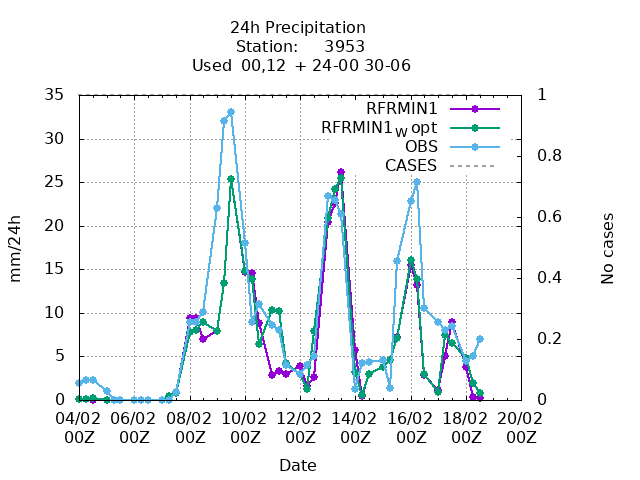 24h Precipitation
Station: 3953
Used 00,12 + 24-00 30-06
35
30
25
20
15
10
5
0
1
0.8
0.6
0.4
0.2
0
RFRMIN1
RFRMIN1W opt
OBS
CASES
mm/24h
No cases
04/02 06/02 08/02 10/02 12/02 14/02 16/02 18/02 20/02
00Z 00Z 00Z 00Z 00Z 00Z 00Z 00Z 00Z
Date